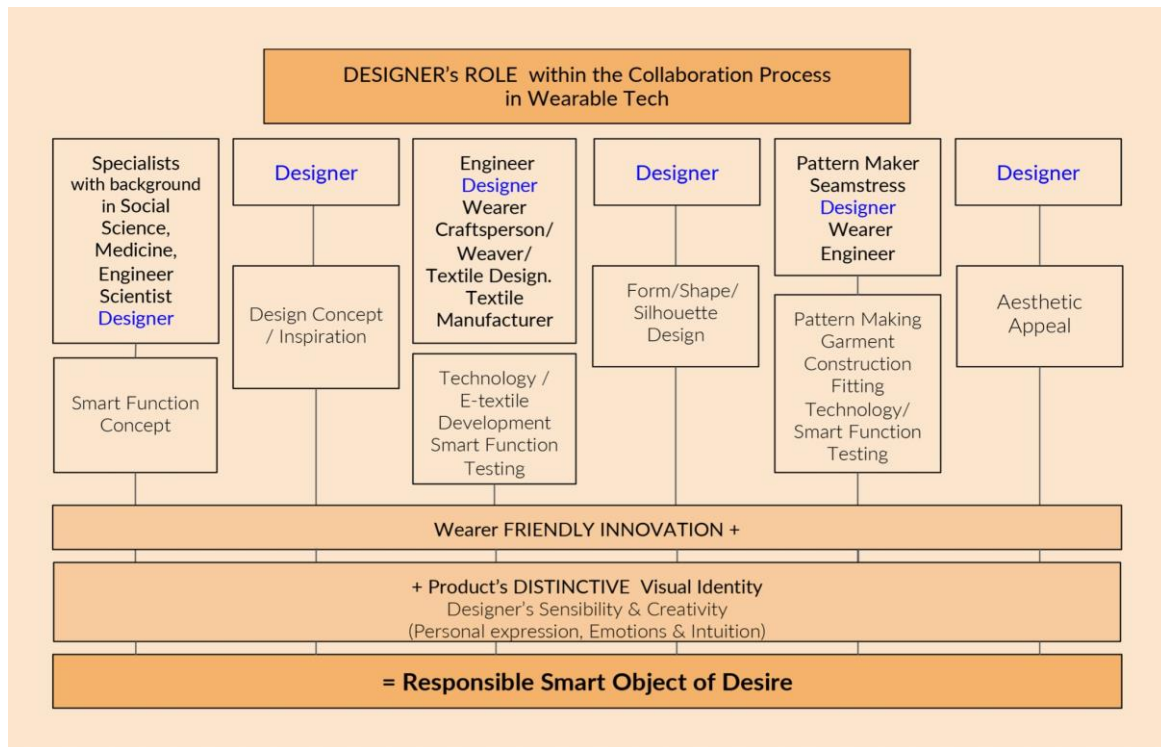 DESIGNER's ROLE within the Collaboration Process
in Wearable Tech
Specialists
with background
in Social
Science,
Medicine,
Engineer
Scientist
Designer
Smart Function
Concept
Designer
Design Concept
/ Inspiration
Engineer
Designer
Wearer
Craftsperson/
Weaver/
Textile Design.
Textile
Manufacturer
Technology /
E-textile
Development
Smart Function
Testing
Designer
Form/Shape/
Silhouette
Design
Pattern Maker
Seamstress
Designer
Wearer
Engineer
Pattern Making
Garment
Construction
Fitting
Technology/
Smart Function
Testing
Designer
Aesthetic
Appeal
Wearer FRIENDLY INNOVATION +
+ Product's DISTINCTIVE Visual Identity
Designer's Sensibility & Creativity
(Personal expression, Emotions & Intuition)
= Responsible Smart Object of Desire